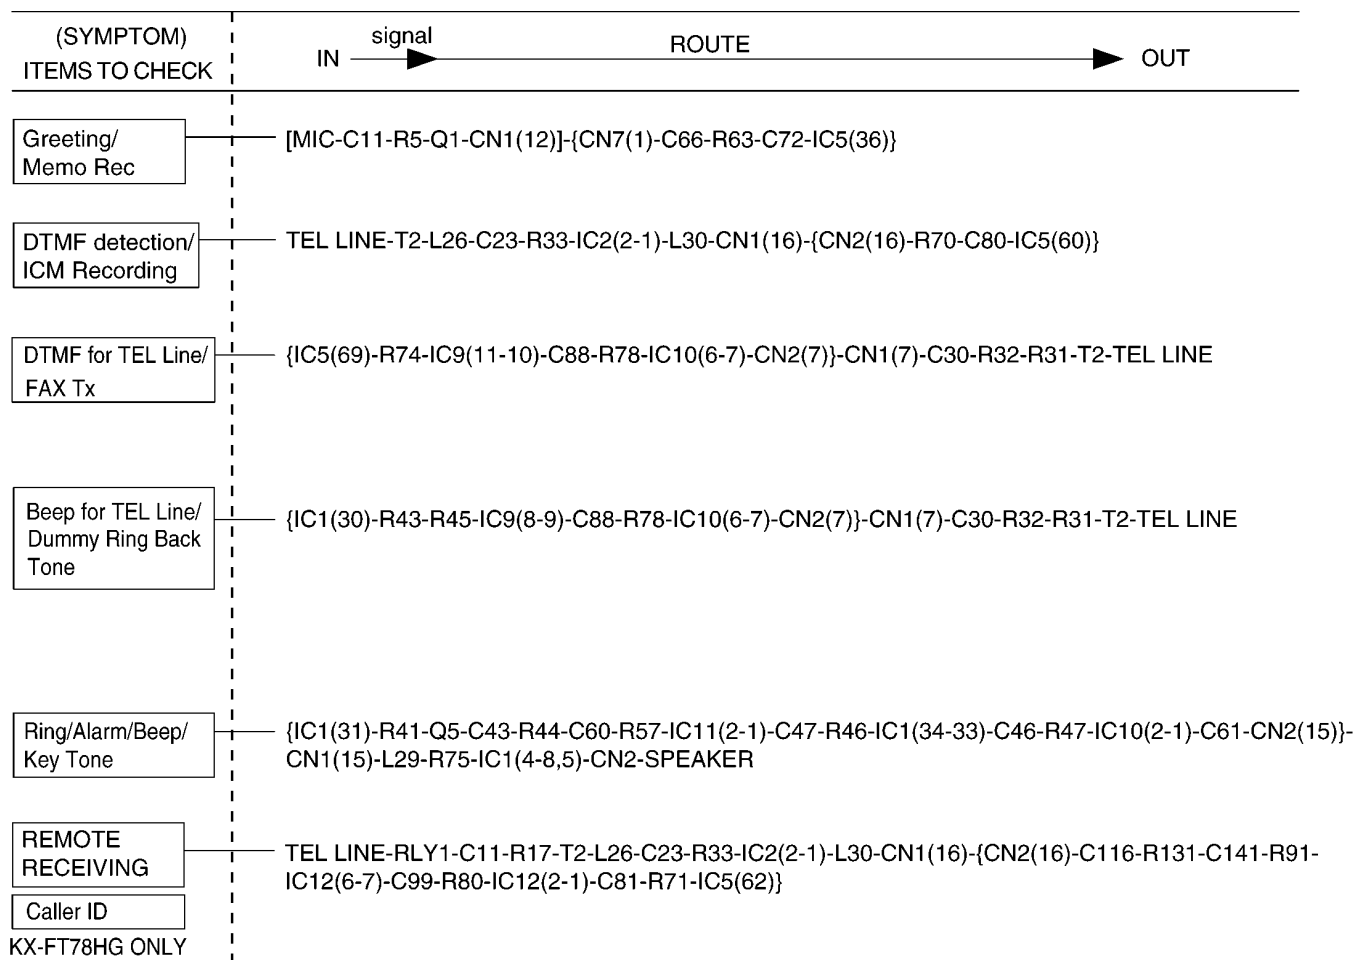 (SYMPTOM)
ITEMS TO CHECK
IN
signal
ROUTE
OUT
Greeting/
Memo Rec
[MIC-C11-R5-Q1-CN1(12)]-{CN7(1)-C66-R63-C72-IC5(36)}
DTMF detection/
ICM Recording
TEL LINE-T2-L26-C23-R33-IC2(2-1)-L30-CN1(16)-{CN2(16)-R70-C80-IC5(60)}
DTMF for TEL Line/
FAX Tx
{IC5(69)-R74-IC9(11-10)-C88-R78-IC10(6-7)-CN2(7)}-CN1(7)-C30-R32-R31-T2-TEL LINE
Beep for TEL Line/
Dummy Ring Back
Tone
{IC1(30)-R43-R45-IC9(8-9)-C88-R78-IC10(6-7)-CN2(7)}-CN1(7)-C30-R32-R31-T2-TEL LINE
Ring/Alarm/Beep/
Key Tone
{IC1(31)-R41-Q5-C43-R44-C60-R57-IC11(2-1)-C47-R46-IC1(34-33)-C46-R47-IC10(2-1)-C61-CN2(15)}-
CN1(15)-L29-R75-IC1(4-8,5)-CN2-SPEAKER
REMOTE
RECEIVING
TEL LINE-RLY1-C11-R17-T2-L26-C23-R33-IC2(2-1)-L30-CN1(16)-{CN2(16)-C116-R131-C141-R91-
IC12(6-7)-C99-R80-IC12(2-1)-C81-R71-IC5(62)}
Caller ID
KX-FT78HG ONLY